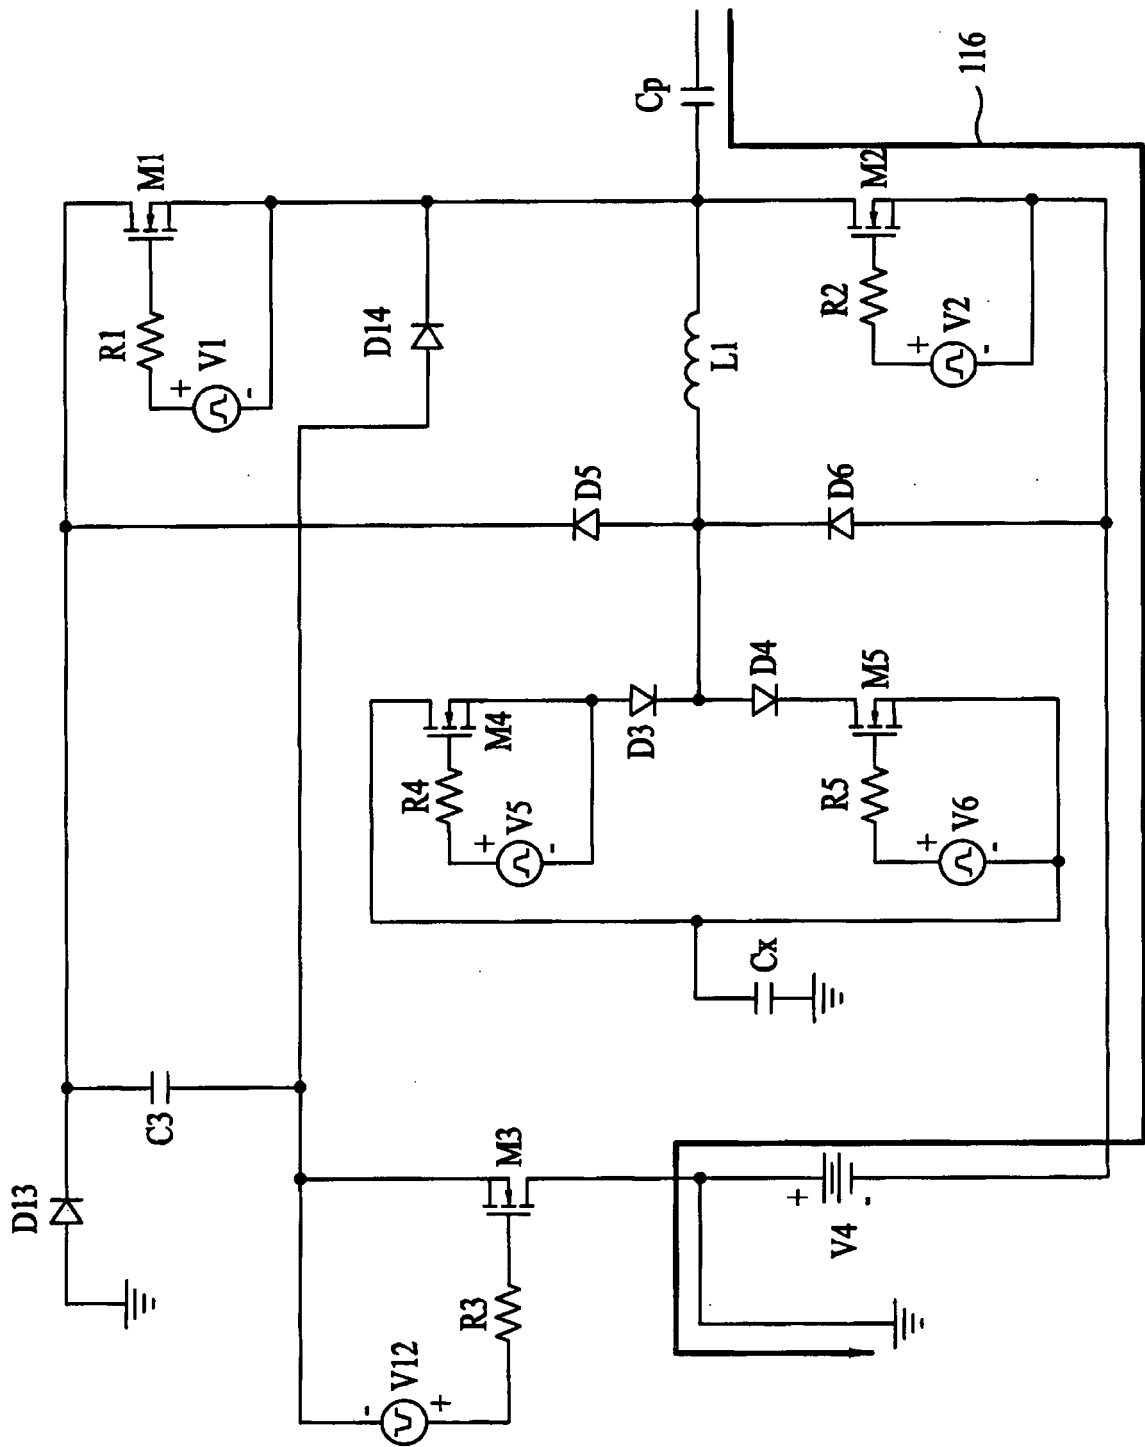 116
Cp
M1
M2
R1
+
V1
-
R2
+
V2
-
D14
L1
D5
D6
D4
M5
M4
D3
R4
+
V5
-
R5
+
V6
-
Cx
C3
M3
D13
+
V4
-
R3
-
V12
+